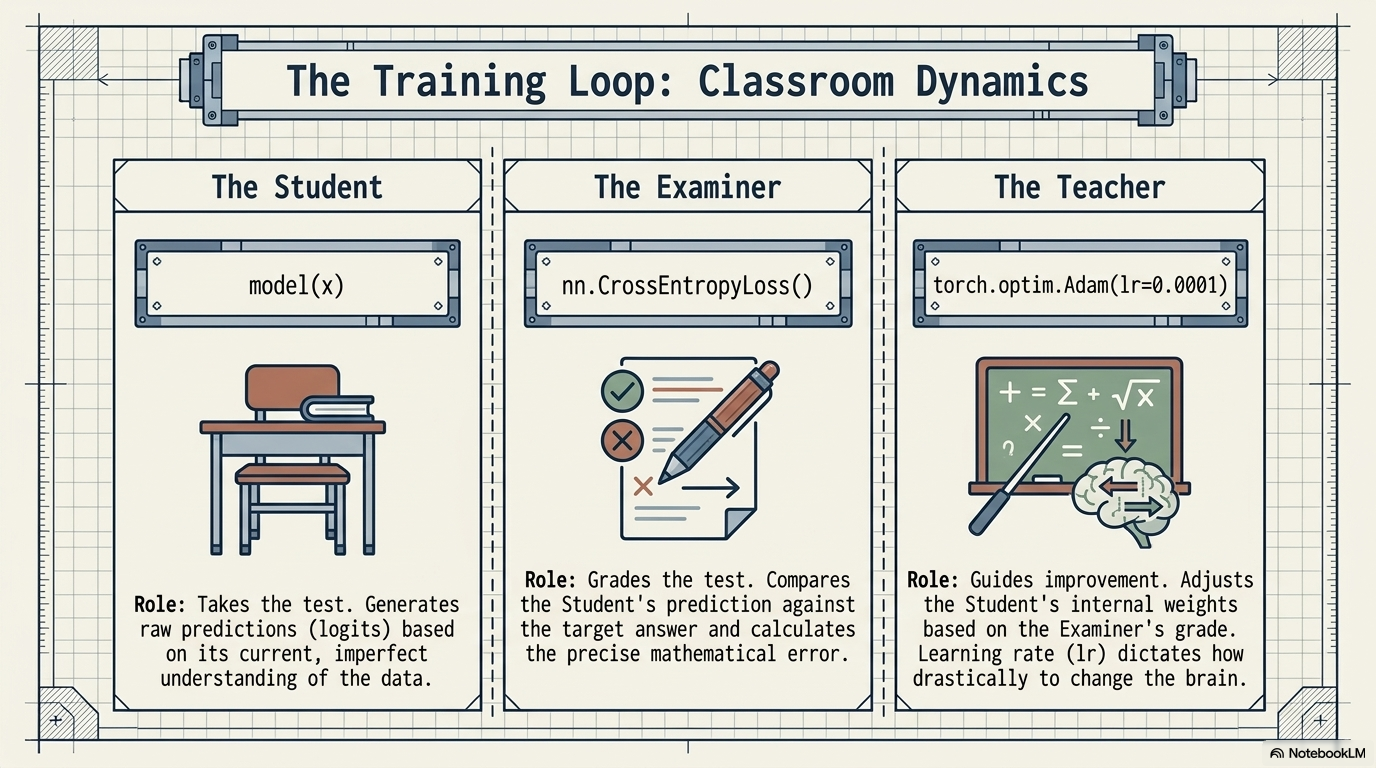 The Training Loop: Classroom Dynamics
The Student
model(x)
Role: Takes the test. Generates
raw predictions (logits) based
on its current, imperfect
understanding of the data.
The Examiner
nn.CrossEntropyLoss()
Role: Grades the test. Compares
the Student's prediction against
the target answer and calculates
the precise mathematical error.
The Teacher
torch.optim.Adam(lr=0.0001)
+ = Σ + √x
× ÷
? =
Role: Guides improvement. Adjusts
the Student's internal weights
based on the Examiner's grade.
Learning rate (lr) dictates how
drastically to change the brain.
NotebookLM